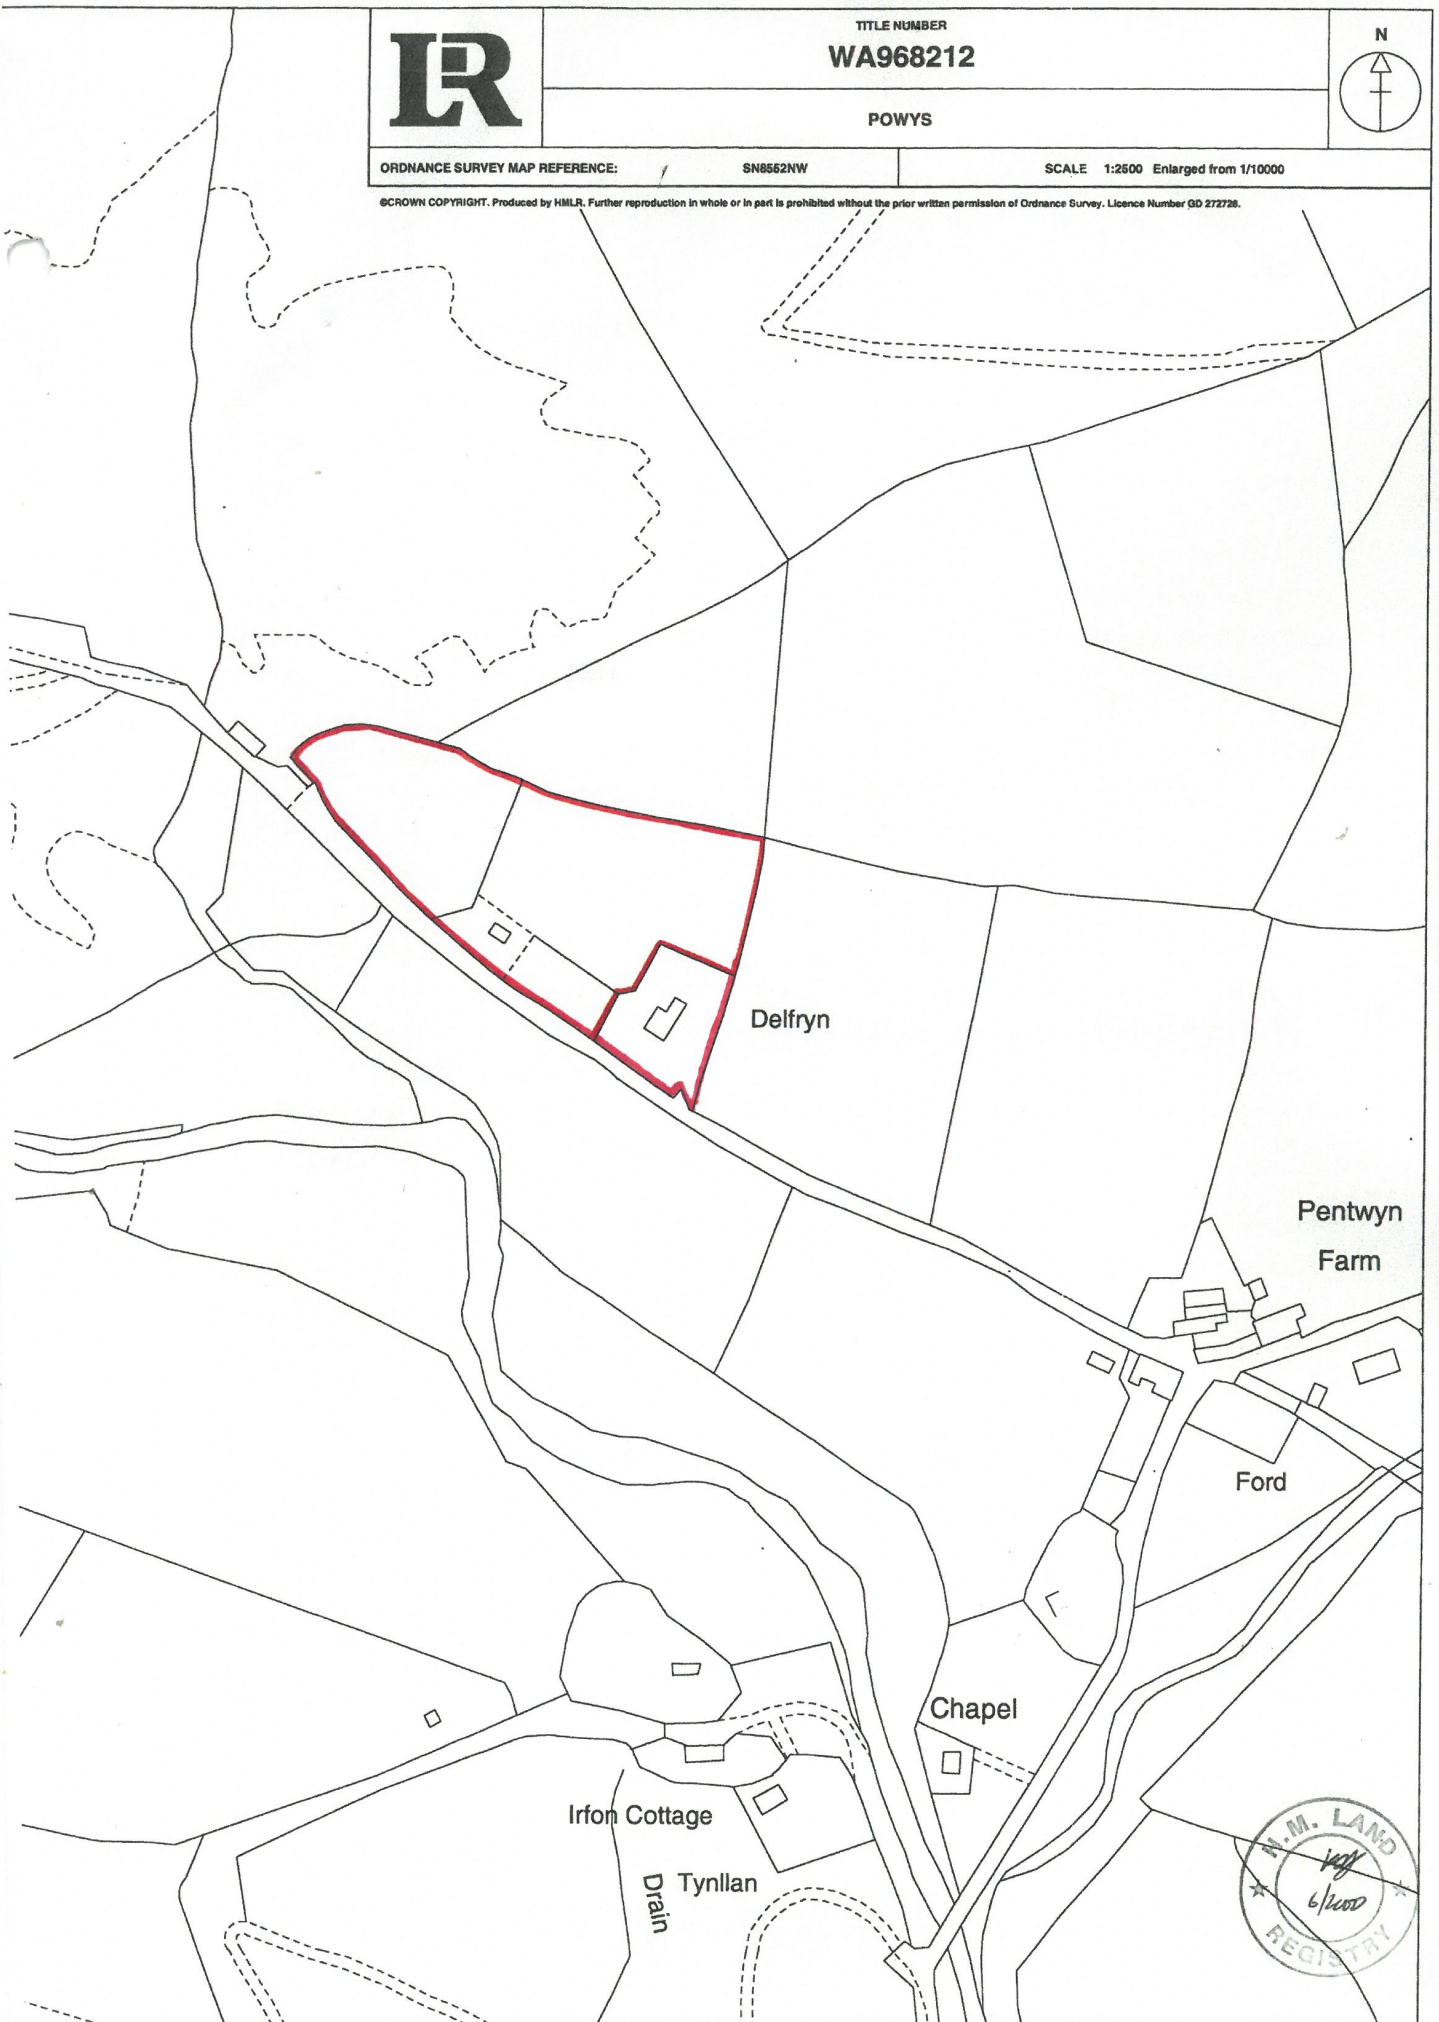 LR
TITLE NUMBER
WA968212
N
POWYS
ORDNANCE SURVEY MAP REFERENCE:
SN8552NW
SCALE 1:2500 Enlarged from 1/10000
©CROWN COPYRIGHT. Produced by HMLR. Further reproduction in whole or in part is prohibited without the prior written permission of Ordnance Survey. Licence Number GD 272728.
Delfryn
Pentwyn
Farm
Ford
Chapel
Irfon Cottage
Tynllan
Drain
H.M. LAND
6/2000
REGISTRY